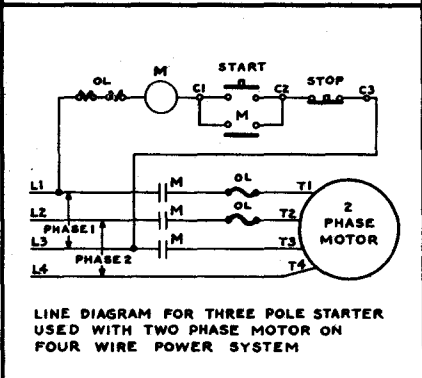 OL M START STOP
C1 C2 C3
M
L1 M OL T1
L2 M OL T2
PHASE 1
L3 M T3
PHASE 2
L4 T4
2
PHASE
MOTOR
LINE DIAGRAM FOR THREE POLE STARTER
USED WITH TWO PHASE MOTOR ON
FOUR WIRE POWER SYSTEM